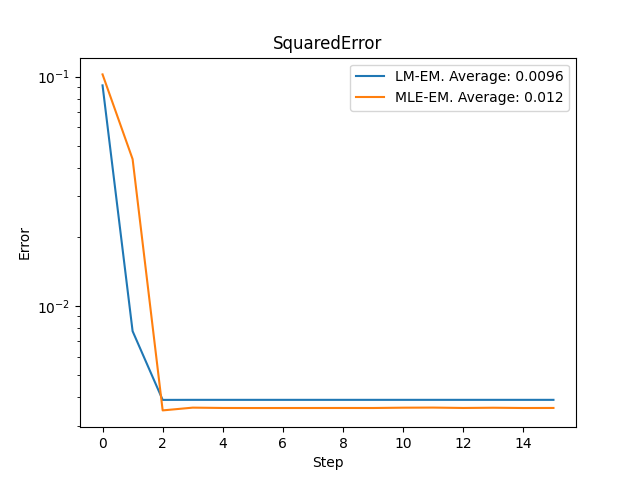 SquaredError
LM-EM. Average: 0.0096
MLE-EM. Average: 0.012
10⁻¹
10⁻²
Error
0 2 4 6 8 10 12 14
Step